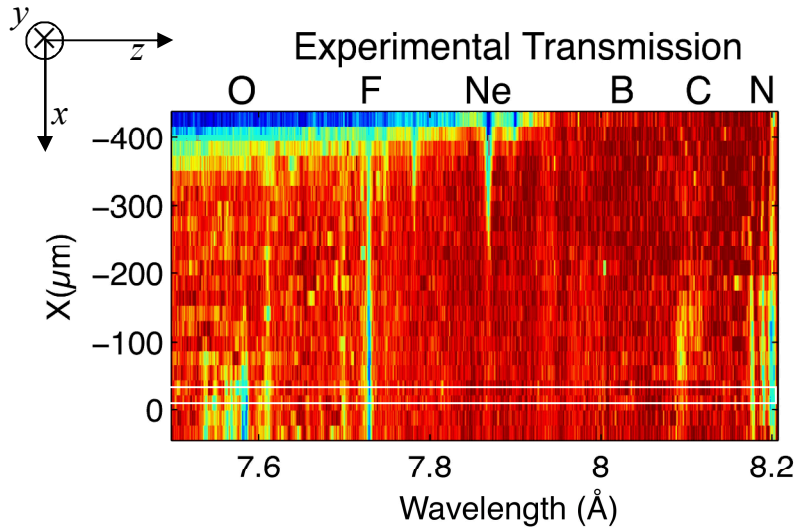 y
z
x
Experimental Transmission
O F Ne B C N
X(μm)
−400
−300
−200
−100
0
7.6 7.8 8 8.2
Wavelength (Å)